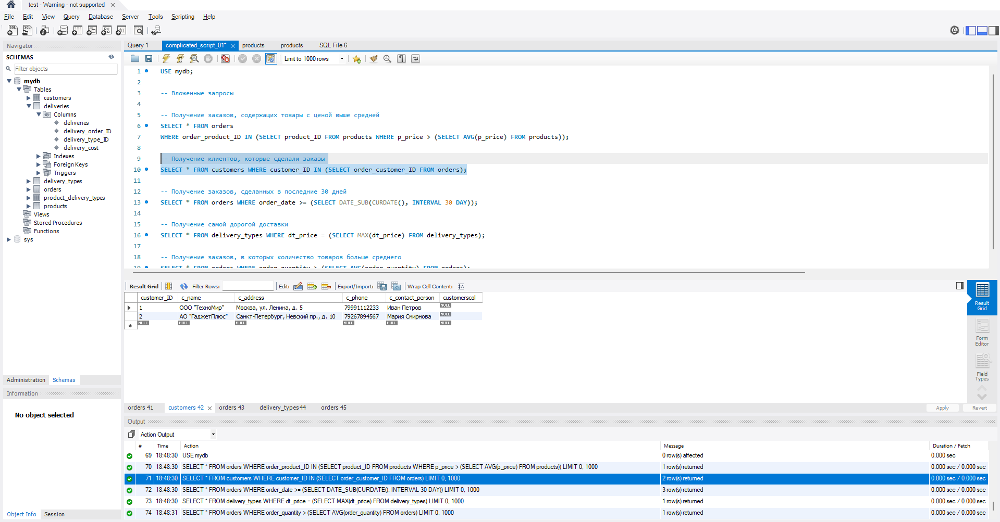 test - Warning - not supported
File Edit View Query Database Server Tools Scripting Help
Navigator
SCHEMAS
Filter objects
mydb
Tables
customers
deliveries
Columns
deliveries
delivery_order_ID
delivery_type_ID
delivery_cost
Indexes
Foreign Keys
Triggers
delivery_types
orders
product_delivery_types
products
Views
Stored Procedures
Functions
sys
Administration Schemas
Information
No object selected
Object Info Session
Query 1 complicated_script_01* products products SQL File 6
Limit to 1000 rows
1 USE mydb;
2
3 -- Вложенные запросы
4
5 -- Получение заказов, содержащих товары с ценой выше средней
6 SELECT * FROM orders
7 WHERE order_product_ID IN (SELECT product_ID FROM products WHERE p_price > (SELECT AVG(p_price) FROM products));
8
9 -- Получение клиентов, которые сделали заказы
10 SELECT * FROM customers WHERE customer_ID IN (SELECT order_customer_ID FROM orders);
11
12 -- Получение заказов, сделанных в последние 30 дней
13 SELECT * FROM orders WHERE order_date >= (SELECT DATE_SUB(CURDATE(), INTERVAL 30 DAY));
14
15 -- Получение самой дорогой доставки
16 SELECT * FROM delivery_types WHERE dt_price = (SELECT MAX(dt_price) FROM delivery_types);
17
18 -- Получение заказов, в которых количество товаров больше среднего
19 SELECT * FROM orders WHERE order_quantity > (SELECT AVG(order_quantity) FROM orders);
Result Grid Filter Rows: Edit: Export/Import: Wrap Cell Content:
customer_ID c_name c_address c_phone c_contact_person customerscol
1 ООО "ТехноМир" Москва, ул. Ленина, д. 5 79991112233 Иван Петров NULL
2 АО "ГаджетПлюс" Санкт-Петербург, Невский пр., д. 10 79267894567 Мария Смирнова NULL
NULL NULL NULL NULL NULL NULL
Result Grid
Form Editor
Field Types
orders 41 customers 42 orders 43 delivery_types 44 orders 45
Apply Revert
Output
Action Output
# Time Action Message Duration / Fetch
69 18:48:30 USE mydb 0 row(s) affected 0.000 sec
70 18:48:30 SELECT * FROM orders WHERE order_product_ID IN (SELECT product_ID FROM products WHERE p_price > (SELECT AVG(p_price) FROM products)) LIMIT 0, 1000 1 row(s) returned 0.000 sec / 0.000 sec
71 18:48:30 SELECT * FROM customers WHERE customer_ID IN (SELECT order_customer_ID FROM orders) LIMIT 0, 1000 2 row(s) returned 0.000 sec / 0.000 sec
72 18:48:30 SELECT * FROM orders WHERE order_date >= (SELECT DATE_SUB(CURDATE(), INTERVAL 30 DAY)) LIMIT 0, 1000 3 row(s) returned 0.000 sec / 0.000 sec
73 18:48:30 SELECT * FROM delivery_types WHERE dt_price = (SELECT MAX(dt_price) FROM delivery_types) LIMIT 0, 1000 1 row(s) returned 0.000 sec / 0.000 sec
74 18:48:31 SELECT * FROM orders WHERE order_quantity > (SELECT AVG(order_quantity) FROM orders) LIMIT 0, 1000 1 row(s) returned 0.000 sec / 0.000 sec